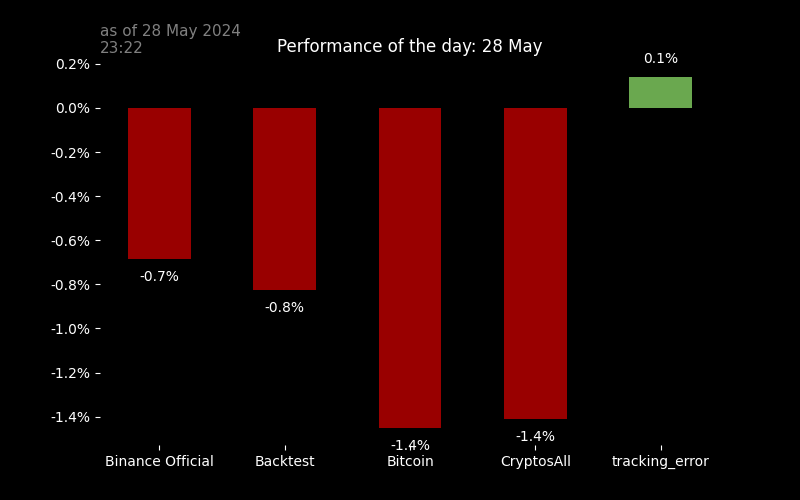 as of 28 May 2024
23:22
Performance of the day: 28 May
0.2%
0.0%
-0.2%
-0.4%
-0.6%
-0.8%
-1.0%
-1.2%
-1.4%
0.1%
-0.7%
-0.8%
-1.4%
-1.4%
Binance Official
Backtest
Bitcoin
CryptosAll
tracking_error